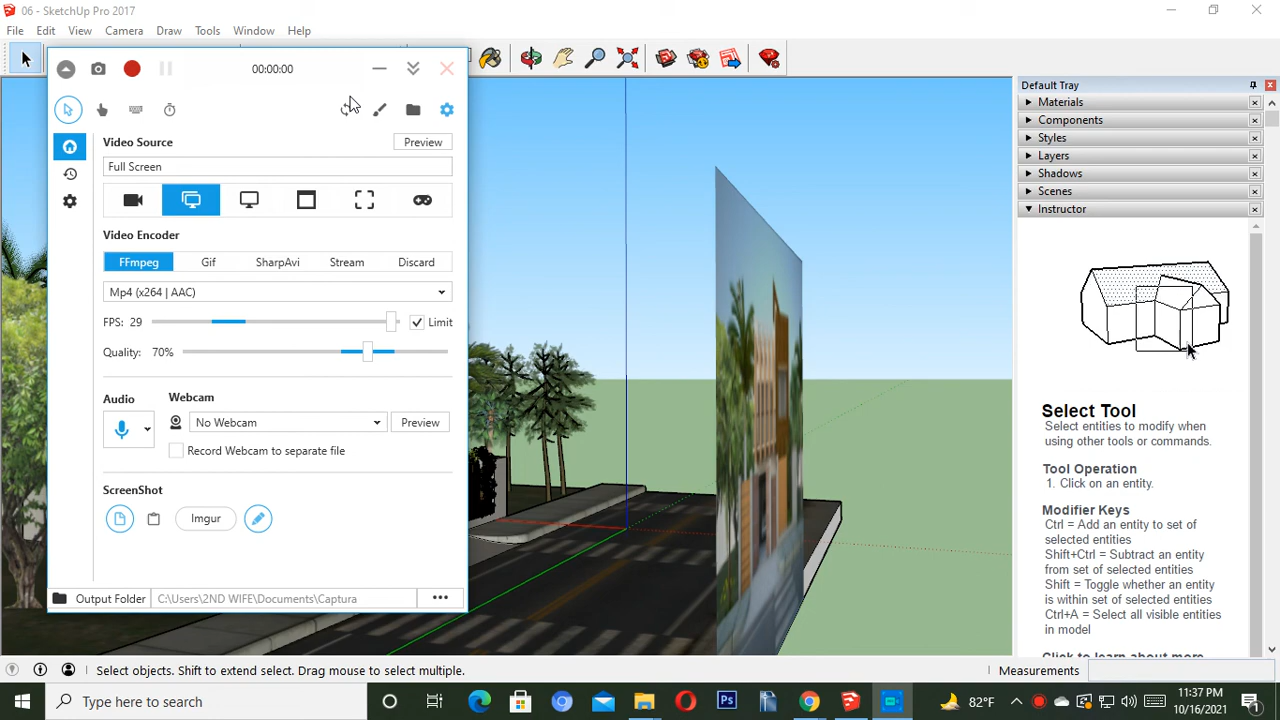 06 - SketchUp Pro 2017
File Edit View Camera Draw Tools Window Help
00:00:00
Video Source
Preview
Full Screen
Video Encoder
FFmpeg Gif SharpAvi Stream Discard
Mp4 (x264 | AAC)
FPS: 29
Limit
Quality: 70%
Audio
Webcam
No Webcam
Preview
Record Webcam to separate file
ScreenShot
Imgur
Output Folder
C:\Users\2ND WIFE\Documents\Captura
Default Tray
Materials
Components
Styles
Layers
Shadows
Scenes
Instructor
Select Tool
Select entities to modify when
using other tools or commands.
Tool Operation
1. Click on an entity.
Modifier Keys
Ctrl = Add an entity to set of
selected entities
Shift+Ctrl = Subtract an entity
from set of selected entities
Shift = Toggle whether an entity
is within set of selected entities
Ctrl+A = Select all visible entities
in model
Click to learn about more
Select objects. Shift to extend select. Drag mouse to select multiple.
Measurements
Type here to search
Ps
82°F
11:37 PM
10/16/2021
1